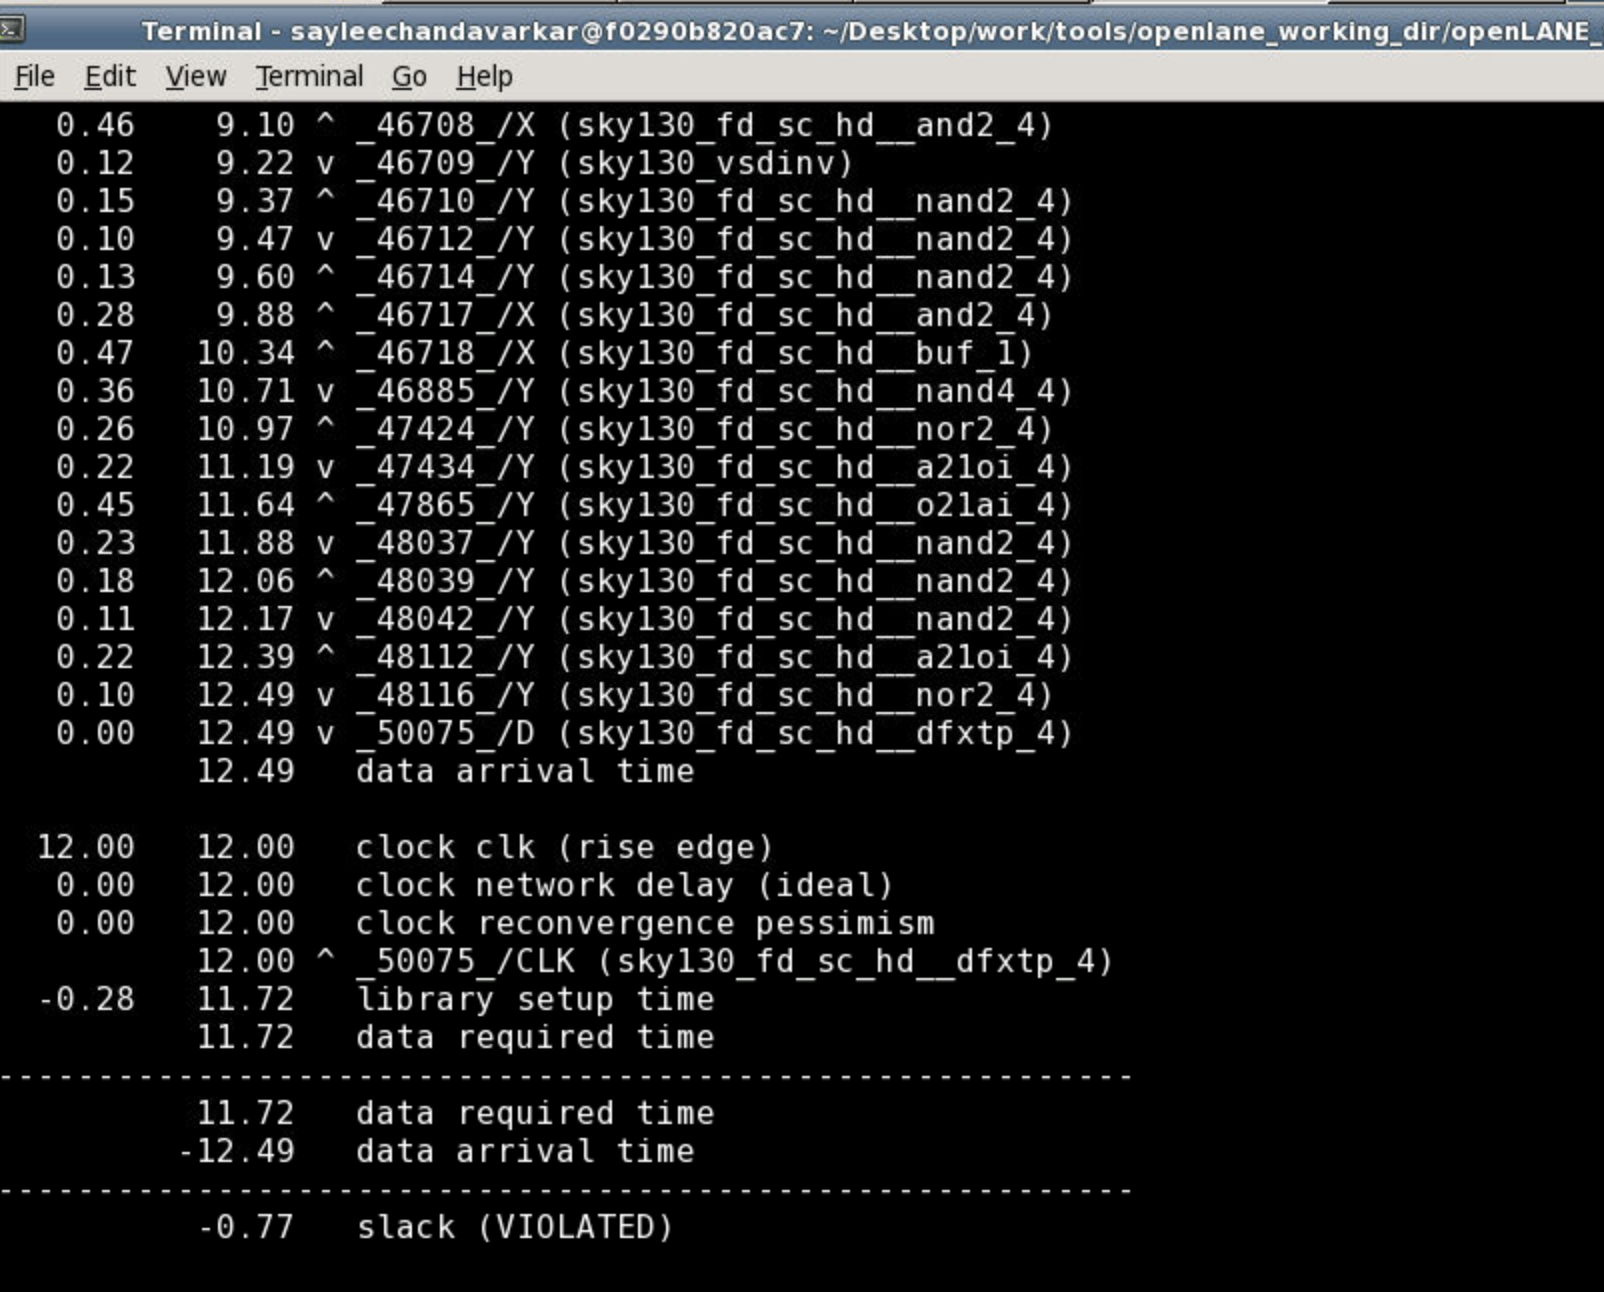 Terminal - sayleechandavarkar@f0290b820ac7: ~/Desktop/work/tools/openlane_working_dir/openLANE_
File Edit View Terminal Go Help
0.46 9.10 ^ _46708_/X (sky130_fd_sc_hd__and2_4)
0.12 9.22 v _46709_/Y (sky130_vsdinv)
0.15 9.37 ^ _46710_/Y (sky130_fd_sc_hd__nand2_4)
0.10 9.47 v _46712_/Y (sky130_fd_sc_hd__nand2_4)
0.13 9.60 ^ _46714_/Y (sky130_fd_sc_hd__nand2_4)
0.28 9.88 ^ _46717_/X (sky130_fd_sc_hd__and2_4)
0.47 10.34 ^ _46718_/X (sky130_fd_sc_hd__buf_1)
0.36 10.71 v _46885_/Y (sky130_fd_sc_hd__nand4_4)
0.26 10.97 ^ _47424_/Y (sky130_fd_sc_hd__nor2_4)
0.22 11.19 v _47434_/Y (sky130_fd_sc_hd__a21oi_4)
0.45 11.64 ^ _47865_/Y (sky130_fd_sc_hd__o21ai_4)
0.23 11.88 v _48037_/Y (sky130_fd_sc_hd__nand2_4)
0.18 12.06 ^ _48039_/Y (sky130_fd_sc_hd__nand2_4)
0.11 12.17 v _48042_/Y (sky130_fd_sc_hd__nand2_4)
0.22 12.39 ^ _48112_/Y (sky130_fd_sc_hd__a21oi_4)
0.10 12.49 v _48116_/Y (sky130_fd_sc_hd__nor2_4)
0.00 12.49 v _50075_/D (sky130_fd_sc_hd__dfxtp_4)
12.49 data arrival time
12.00 12.00 clock clk (rise edge)
0.00 12.00 clock network delay (ideal)
0.00 12.00 clock reconvergence pessimism
12.00 ^ _50075_/CLK (sky130_fd_sc_hd__dfxtp_4)
-0.28 11.72 library setup time
11.72 data required time
---------------------------------------------------------
11.72 data required time
-12.49 data arrival time
---------------------------------------------------------
-0.77 slack (VIOLATED)